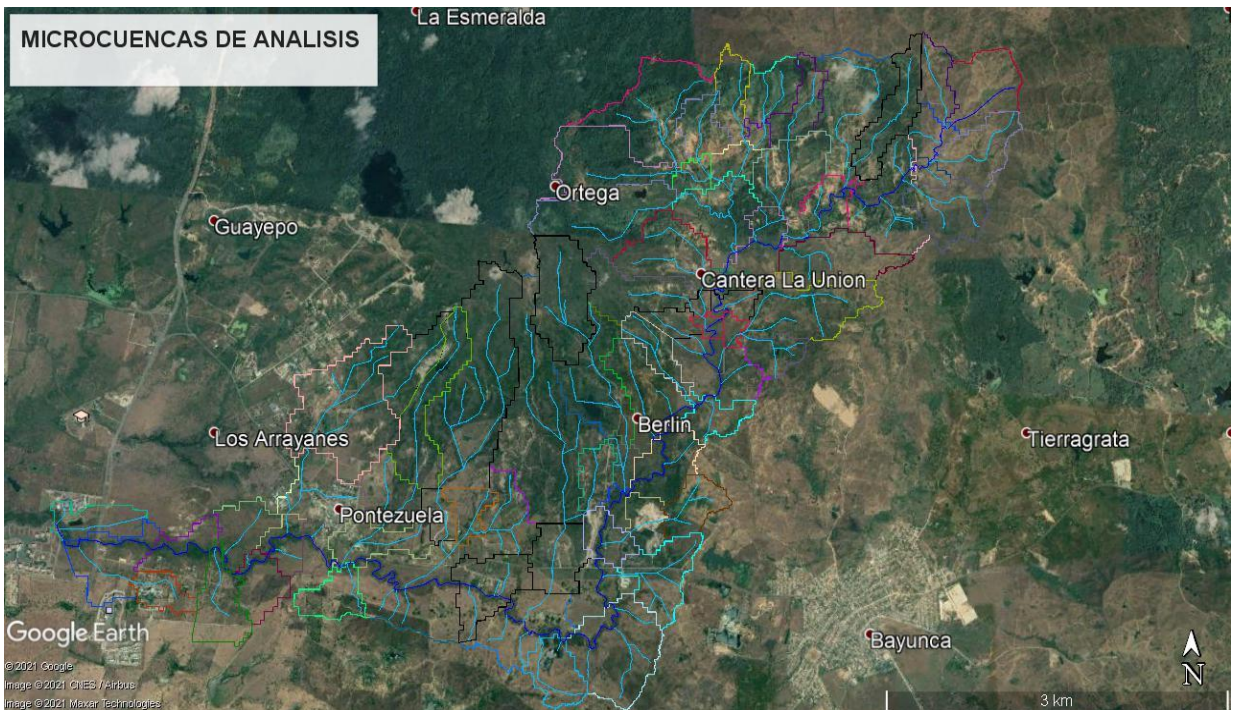 La Esmeralda
MICROCUENCAS DE ANALISIS
Ortega
Guayepo
Cantera La Union
Berlin
Los Arrayanes
Tierragrata
Pontezuela
Google Earth
Bayunca
© 2021 Google
Image © 2021 CNES / Airbus
Image © 2021 Maxar Technologies
N
3 km